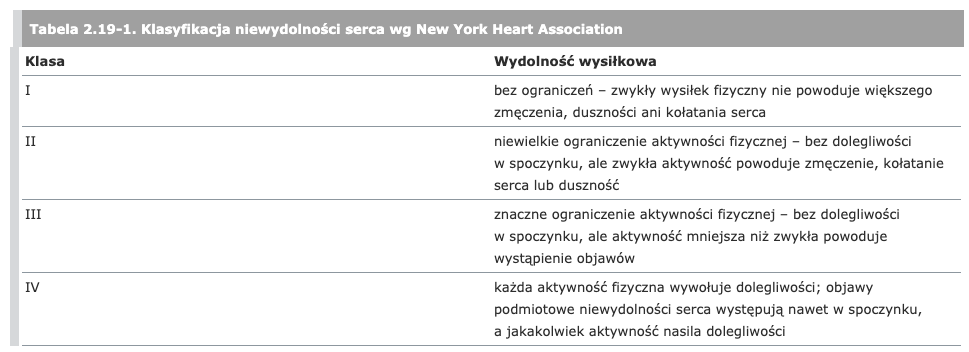 Tabela 2.19-1. Klasyfikacja niewydolności serca wg New York Heart Association
Klasa Wydolność wysiłkowa
I bez ograniczeń – zwykły wysiłek fizyczny nie powoduje większego
zmęczenia, duszności ani kołatania serca
II niewielkie ograniczenie aktywności fizycznej – bez dolegliwości
w spoczynku, ale zwykła aktywność powoduje zmęczenie, kołatanie
serca lub duszność
III znaczne ograniczenie aktywności fizycznej – bez dolegliwości
w spoczynku, ale aktywność mniejsza niż zwykła powoduje
wystąpienie objawów
IV każda aktywność fizyczna wywołuje dolegliwości; objawy
podmiotowe niewydolności serca występują nawet w spoczynku,
a jakakolwiek aktywność nasila dolegliwości